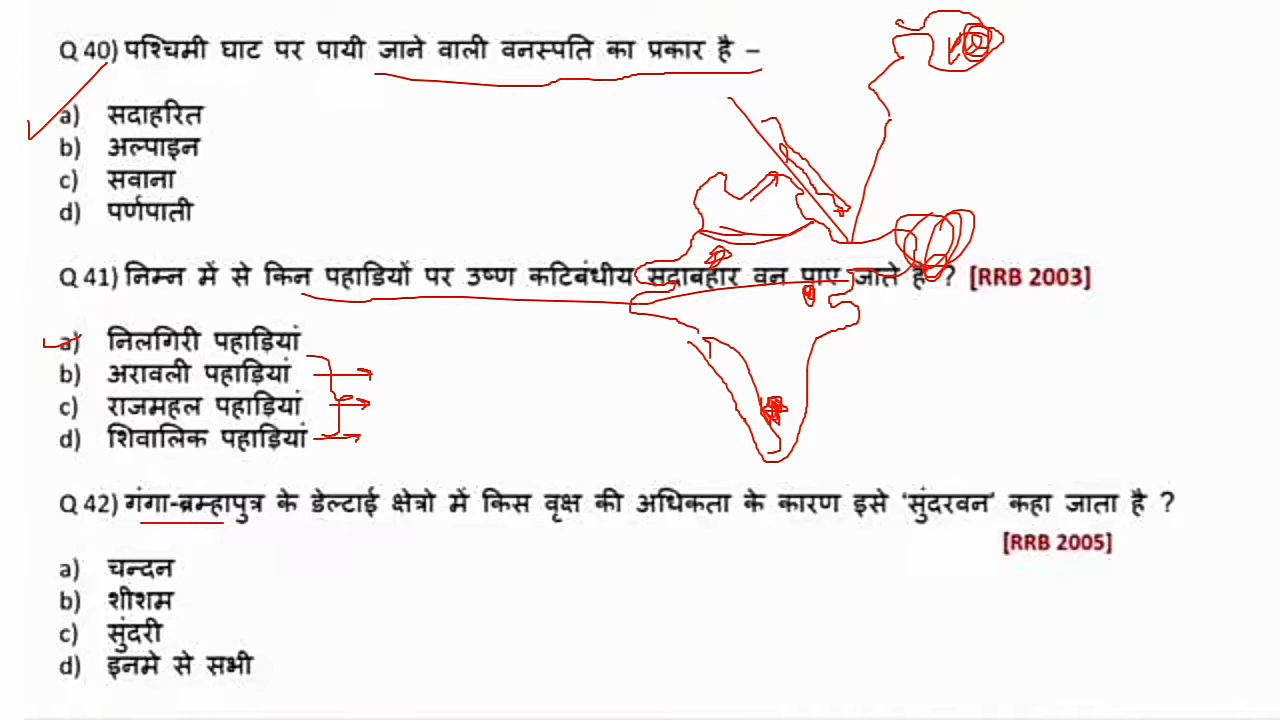 Q 40) पश्चिमी घाट पर पायी जाने वाली वनस्पति का प्रकार है –
a) सदाहरित
b) अल्पाइन
c) सवाना
d) पर्णपाती
Q 41) निम्न में से किन पहाडियों पर उष्ण कटिबंधीय सदाबहार वन पाए जाते है ? [RRB 2003]
a) निलगिरी पहाड़ियां
b) अरावली पहाड़ियां
c) राजमहल पहाड़ियां
d) शिवालिक पहाड़ियां
Q 42) गंगा-ब्रम्हापुत्र के डेल्टाई क्षेत्रो में किस वृक्ष की अधिकता के कारण इसे 'सुंदरवन' कहा जाता है ?
[RRB 2005]
a) चन्दन
b) शीशम
c) सुंदरी
d) इनमे से सभी